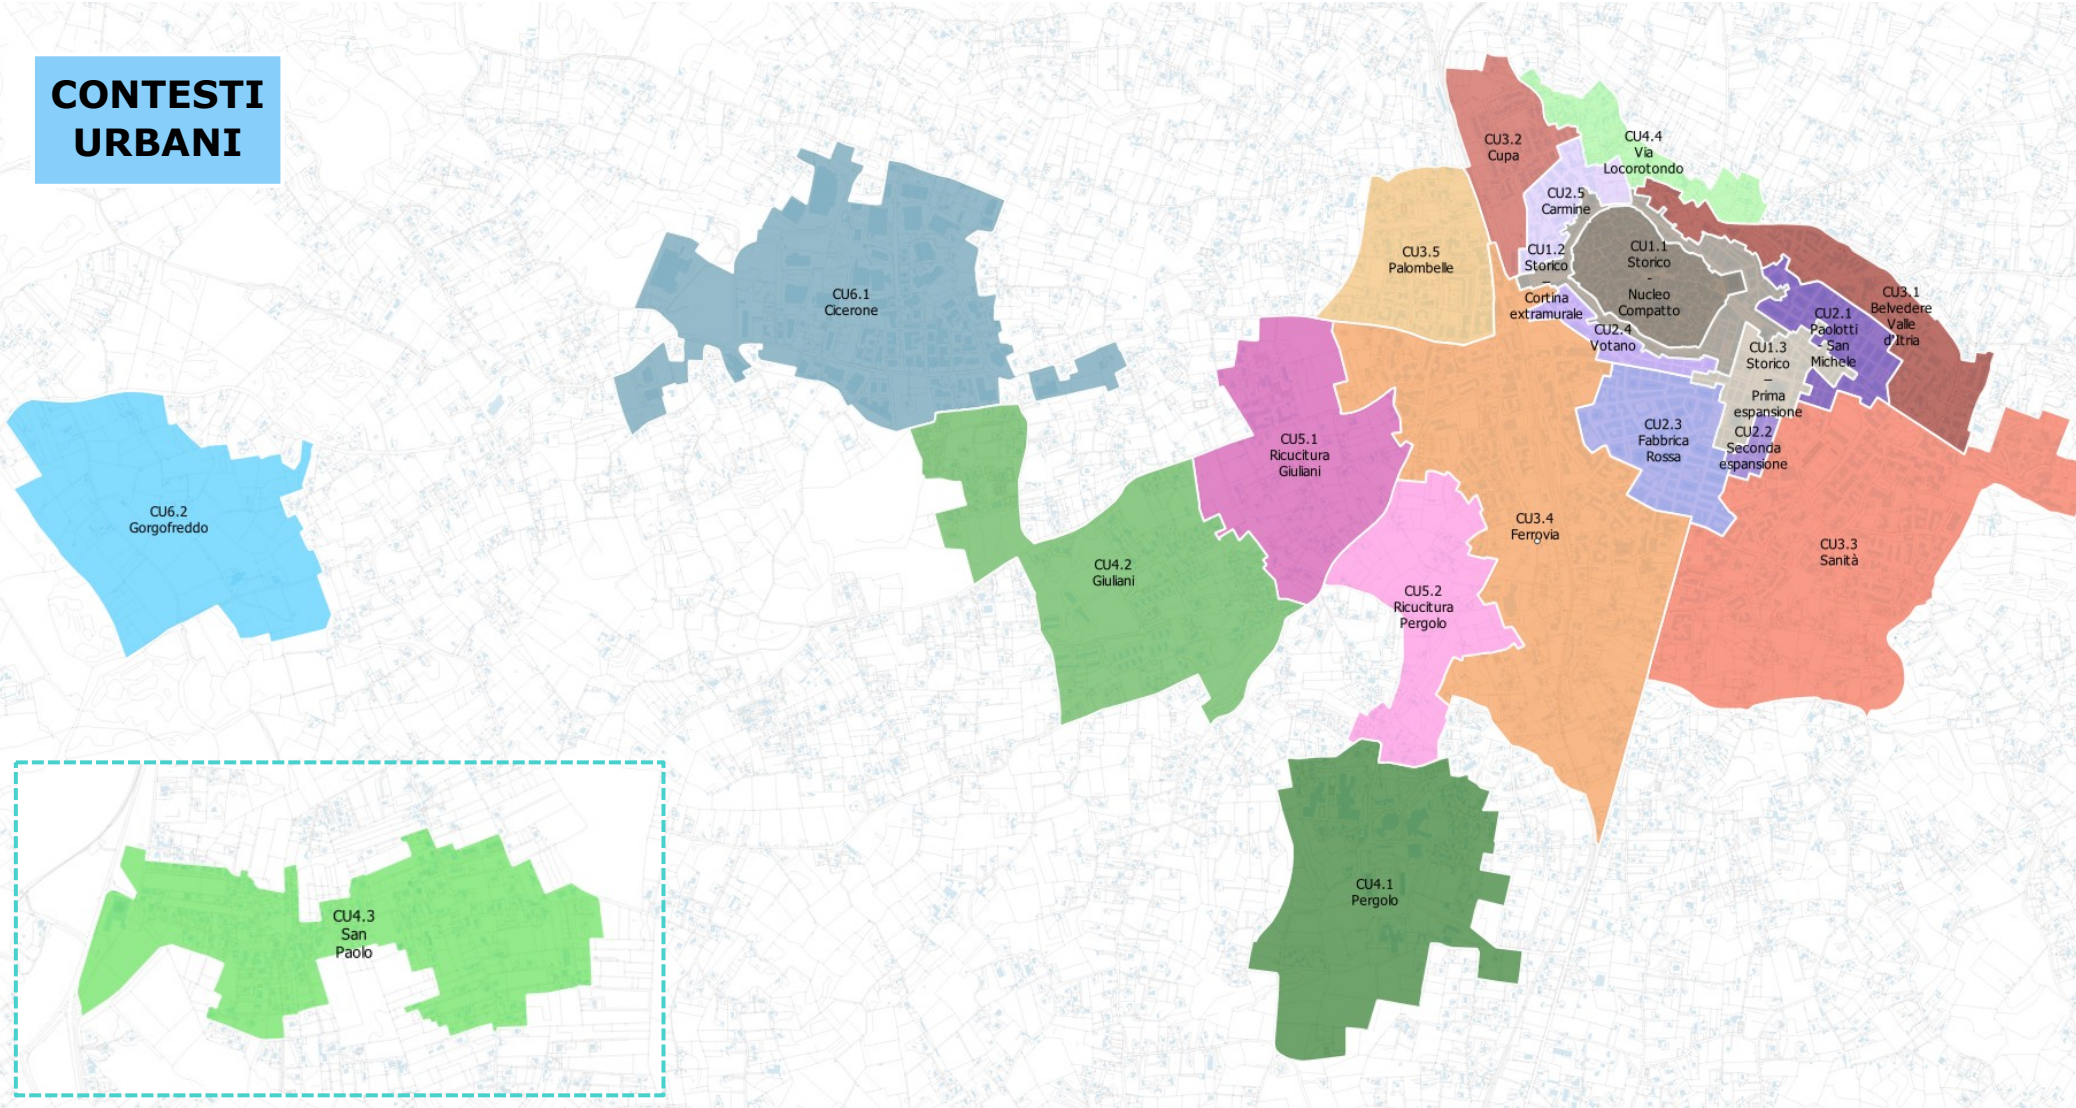 CONTESTI
URBANI
CU3.2
Cupa
CU4.4
Via
Locorotondo
CU2.5
Carmine
CU3.5
Palombelle
CU1.2
Storico
–
Cortina
extramurale
CU1.1
Storico
-
Nucleo
Compatto
CU2.4
Votano
CU3.1
Belvedere
Valle
d'Itria
CU2.1
Paolotti
- San
Michele
CU1.3
Storico
–
Prima
espansione
CU2.3
Fabbrica
Rossa
CU2.2
Seconda
espansione
CU6.1
Cicerone
CU5.1
Ricucitura
Giuliani
CU6.2
Gorgofreddo
CU3.4
Ferrovia
CU3.3
Sanità
CU4.2
Giuliani
CU5.2
Ricucitura
Pergolo
CU4.1
Pergolo
CU4.3
San
Paolo